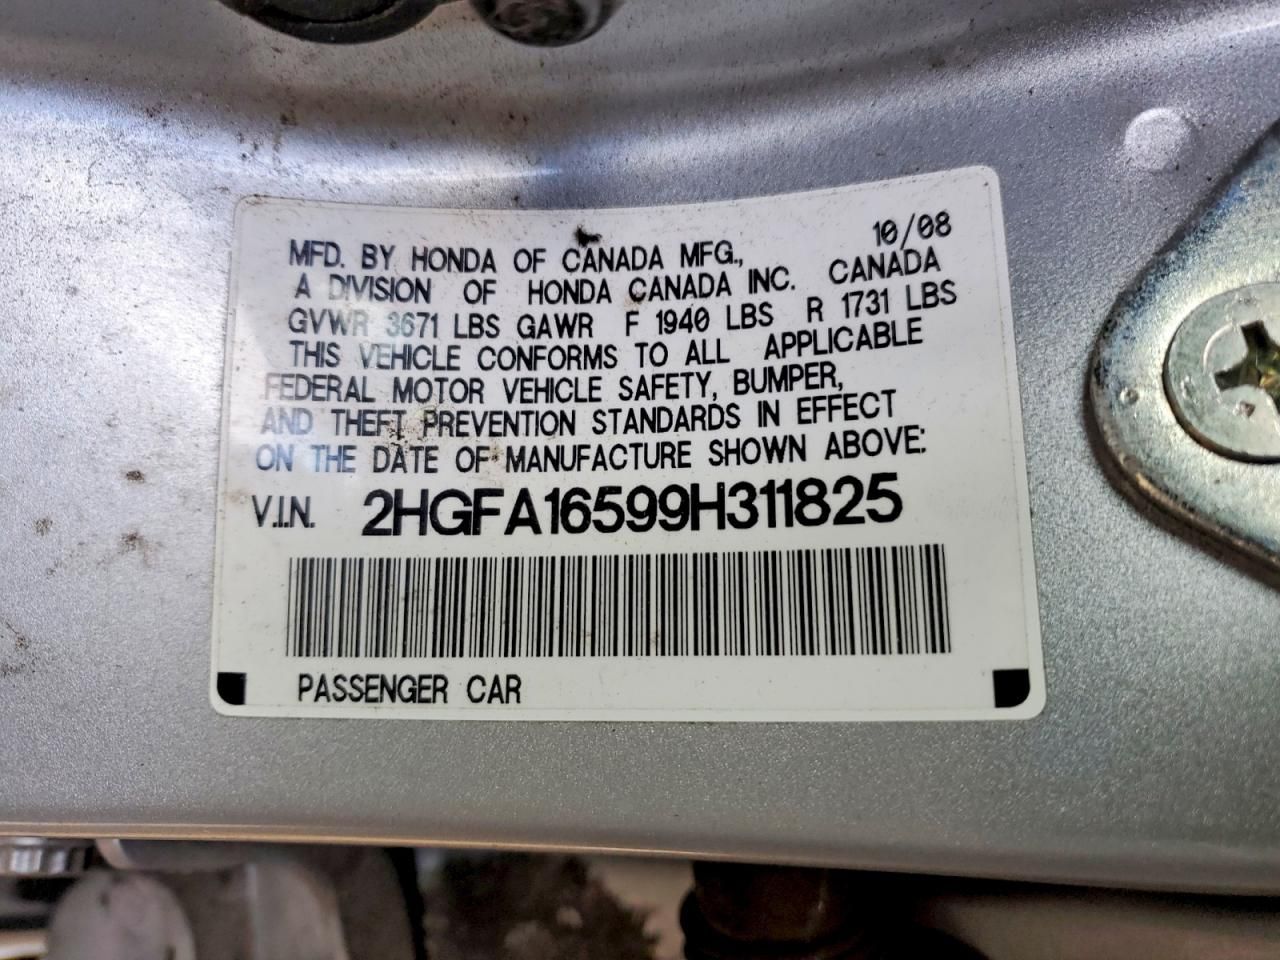 10/08
MFD. BY HONDA OF CANADA MFG.,
A DIVISION OF HONDA CANADA INC. CANADA
GVWR 3671 LBS GAWR F 1940 LBS R 1731 LBS
THIS VEHICLE CONFORMS TO ALL APPLICABLE
FEDERAL MOTOR VEHICLE SAFETY, BUMPER,
AND THEFT PREVENTION STANDARDS IN EFFECT
ON THE DATE OF MANUFACTURE SHOWN ABOVE:
V.I.N. 2HGFA16599H311825
PASSENGER CAR